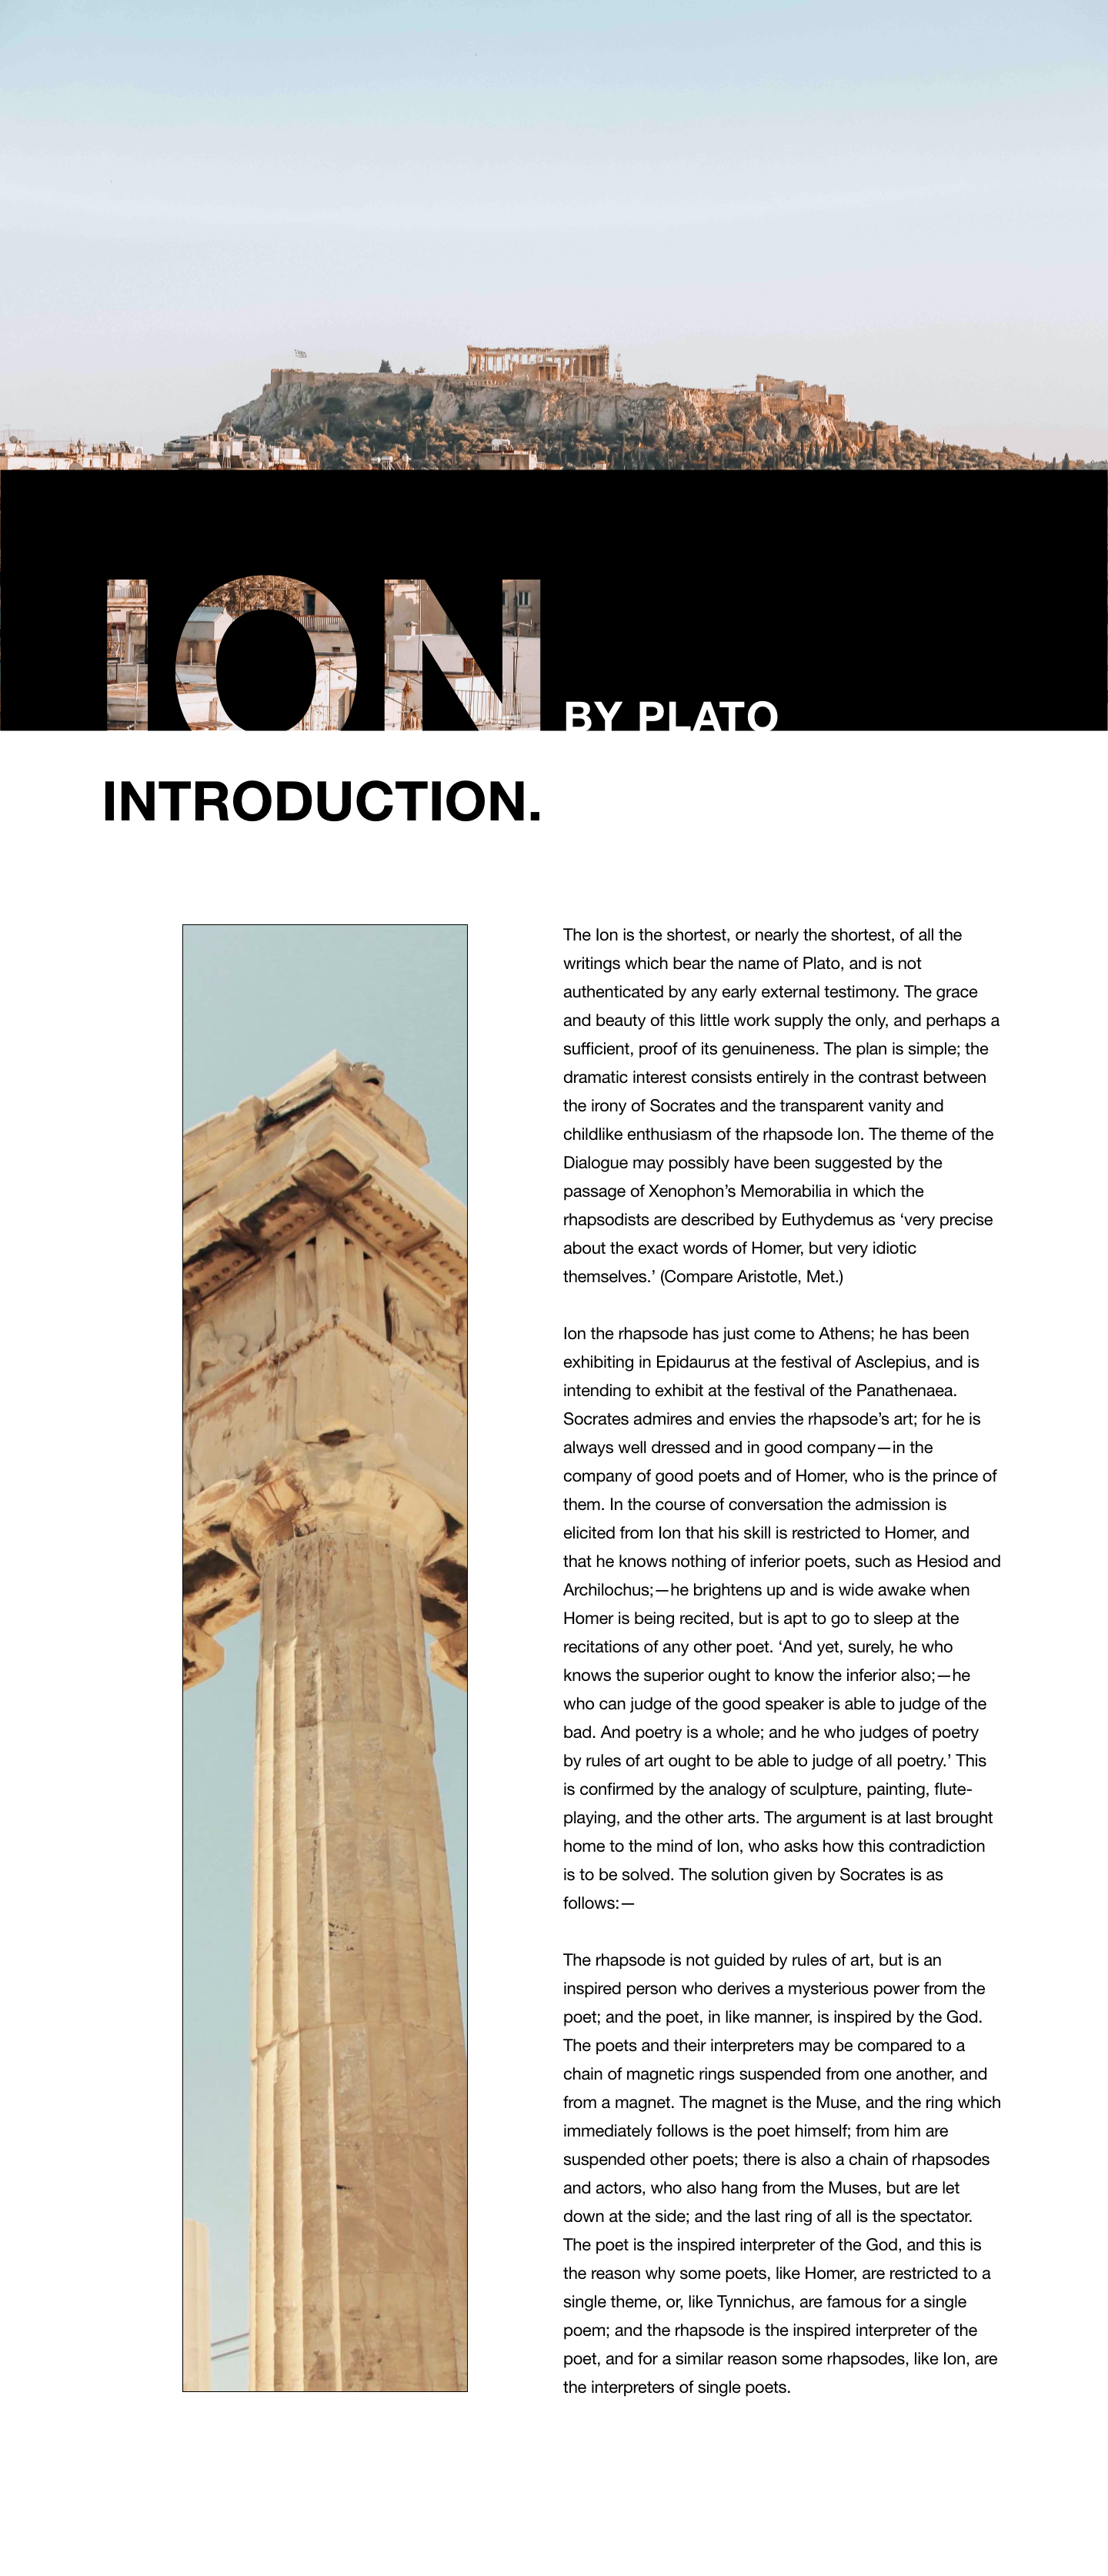 ION
BY PLATO
INTRODUCTION.
The Ion is the shortest, or nearly the shortest, of all the
writings which bear the name of Plato, and is not
authenticated by any early external testimony. The grace
and beauty of this little work supply the only, and perhaps a
sufficient, proof of its genuineness. The plan is simple; the
dramatic interest consists entirely in the contrast between
the irony of Socrates and the transparent vanity and
childlike enthusiasm of the rhapsode Ion. The theme of the
Dialogue may possibly have been suggested by the
passage of Xenophon’s Memorabilia in which the
rhapsodists are described by Euthydemus as ‘very precise
about the exact words of Homer, but very idiotic
themselves.’ (Compare Aristotle, Met.)
Ion the rhapsode has just come to Athens; he has been
exhibiting in Epidaurus at the festival of Asclepius, and is
intending to exhibit at the festival of the Panathenaea.
Socrates admires and envies the rhapsode’s art; for he is
always well dressed and in good company—in the
company of good poets and of Homer, who is the prince of
them. In the course of conversation the admission is
elicited from Ion that his skill is restricted to Homer, and
that he knows nothing of inferior poets, such as Hesiod and
Archilochus;—he brightens up and is wide awake when
Homer is being recited, but is apt to go to sleep at the
recitations of any other poet. ‘And yet, surely, he who
knows the superior ought to know the inferior also;—he
who can judge of the good speaker is able to judge of the
bad. And poetry is a whole; and he who judges of poetry
by rules of art ought to be able to judge of all poetry.’ This
is confirmed by the analogy of sculpture, painting, flute-
playing, and the other arts. The argument is at last brought
home to the mind of Ion, who asks how this contradiction
is to be solved. The solution given by Socrates is as
follows:—
The rhapsode is not guided by rules of art, but is an
inspired person who derives a mysterious power from the
poet; and the poet, in like manner, is inspired by the God.
The poets and their interpreters may be compared to a
chain of magnetic rings suspended from one another, and
from a magnet. The magnet is the Muse, and the ring which
immediately follows is the poet himself; from him are
suspended other poets; there is also a chain of rhapsodes
and actors, who also hang from the Muses, but are let
down at the side; and the last ring of all is the spectator.
The poet is the inspired interpreter of the God, and this is
the reason why some poets, like Homer, are restricted to a
single theme, or, like Tynnichus, are famous for a single
poem; and the rhapsode is the inspired interpreter of the
poet, and for a similar reason some rhapsodes, like Ion, are
the interpreters of single poets.